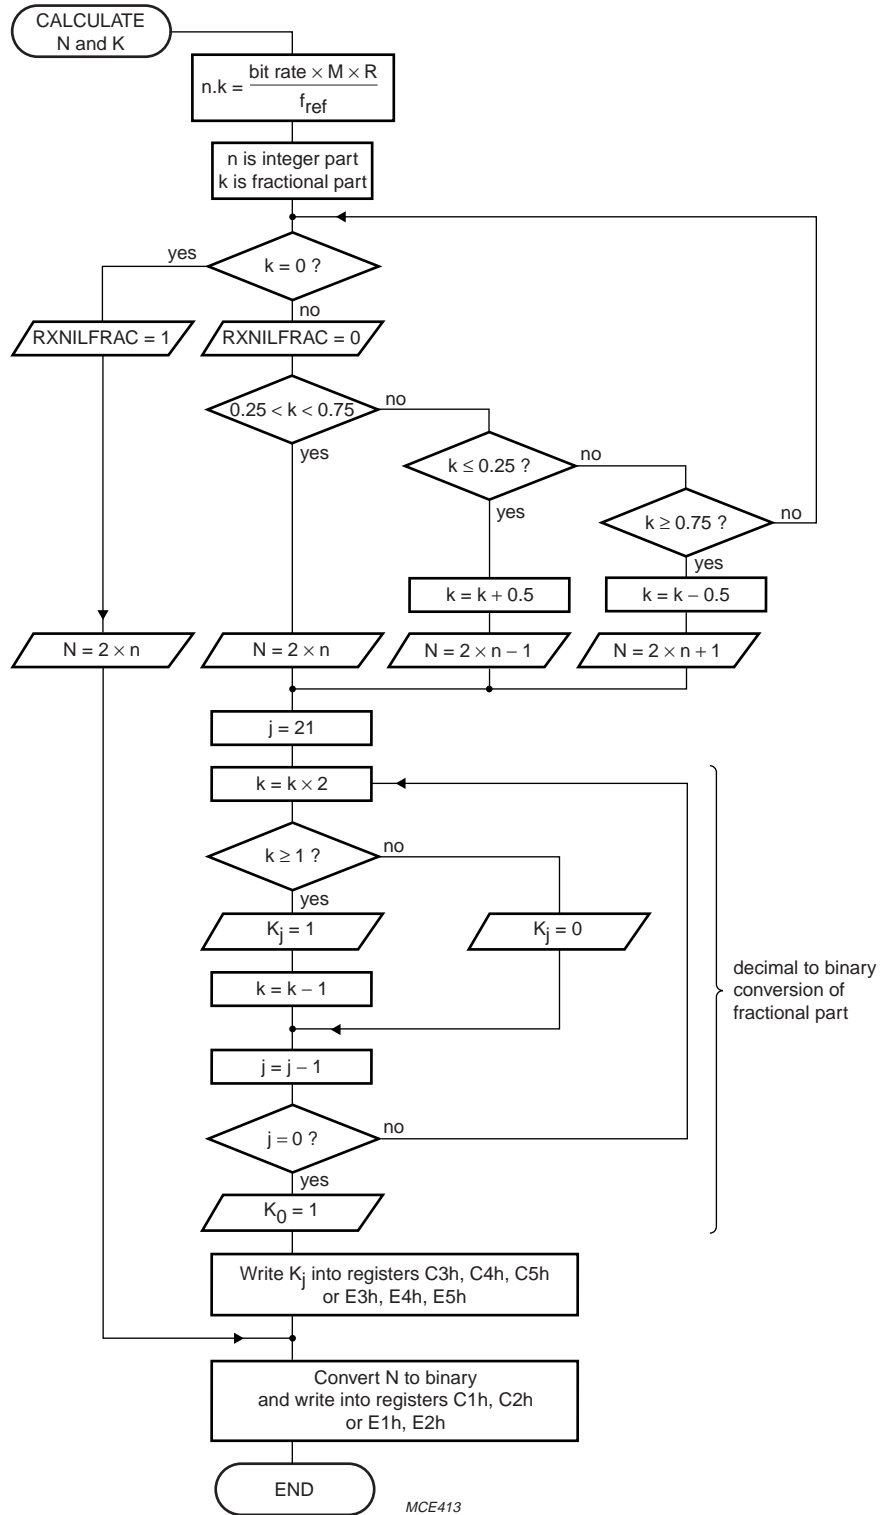 CALCULATE
N and K
n.k = bit rate × M × R
f_ref
n is integer part
k is fractional part
yes
k = 0 ?
no
RXNILFRAC = 1
RXNILFRAC = 0
0.25 < k < 0.75
no
yes
k ≤ 0.25 ?
no
yes
k ≥ 0.75 ?
no
yes
k = k + 0.5
k = k − 0.5
N = 2 × n
N = 2 × n
N = 2 × n − 1
N = 2 × n + 1
j = 21
k = k × 2
k ≥ 1 ?
no
yes
K_j = 1
K_j = 0
k = k − 1
decimal to binary
conversion of
fractional part
j = j − 1
j = 0 ?
no
yes
K_0 = 1
Write K_j into registers C3h, C4h, C5h
or E3h, E4h, E5h
Convert N to binary
and write into registers C1h, C2h
or E1h, E2h
END
MCE413